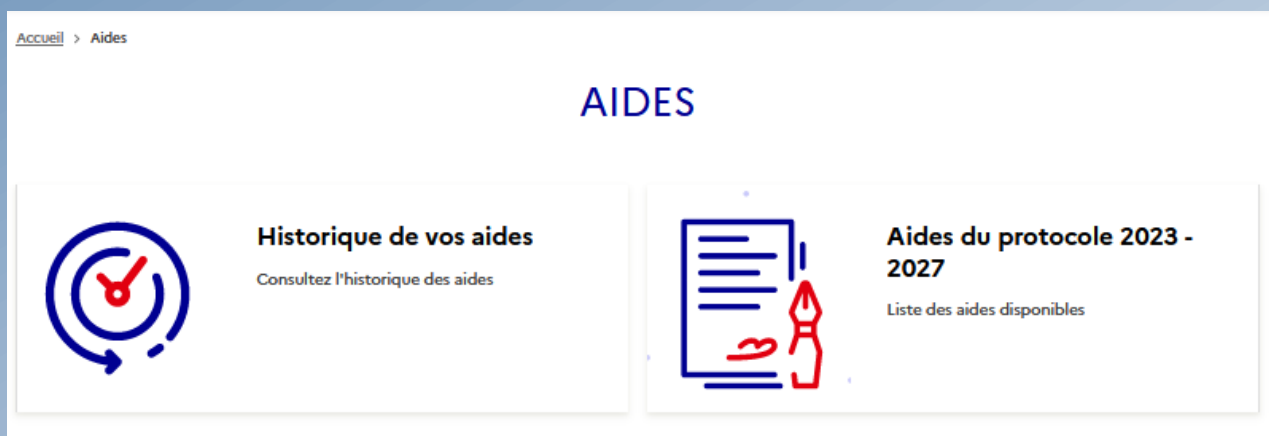 Accueil > Aides
AIDES
Historique de vos aides
Consultez l'historique des aides
Aides du protocole 2023 -
2027
Liste des aides disponibles